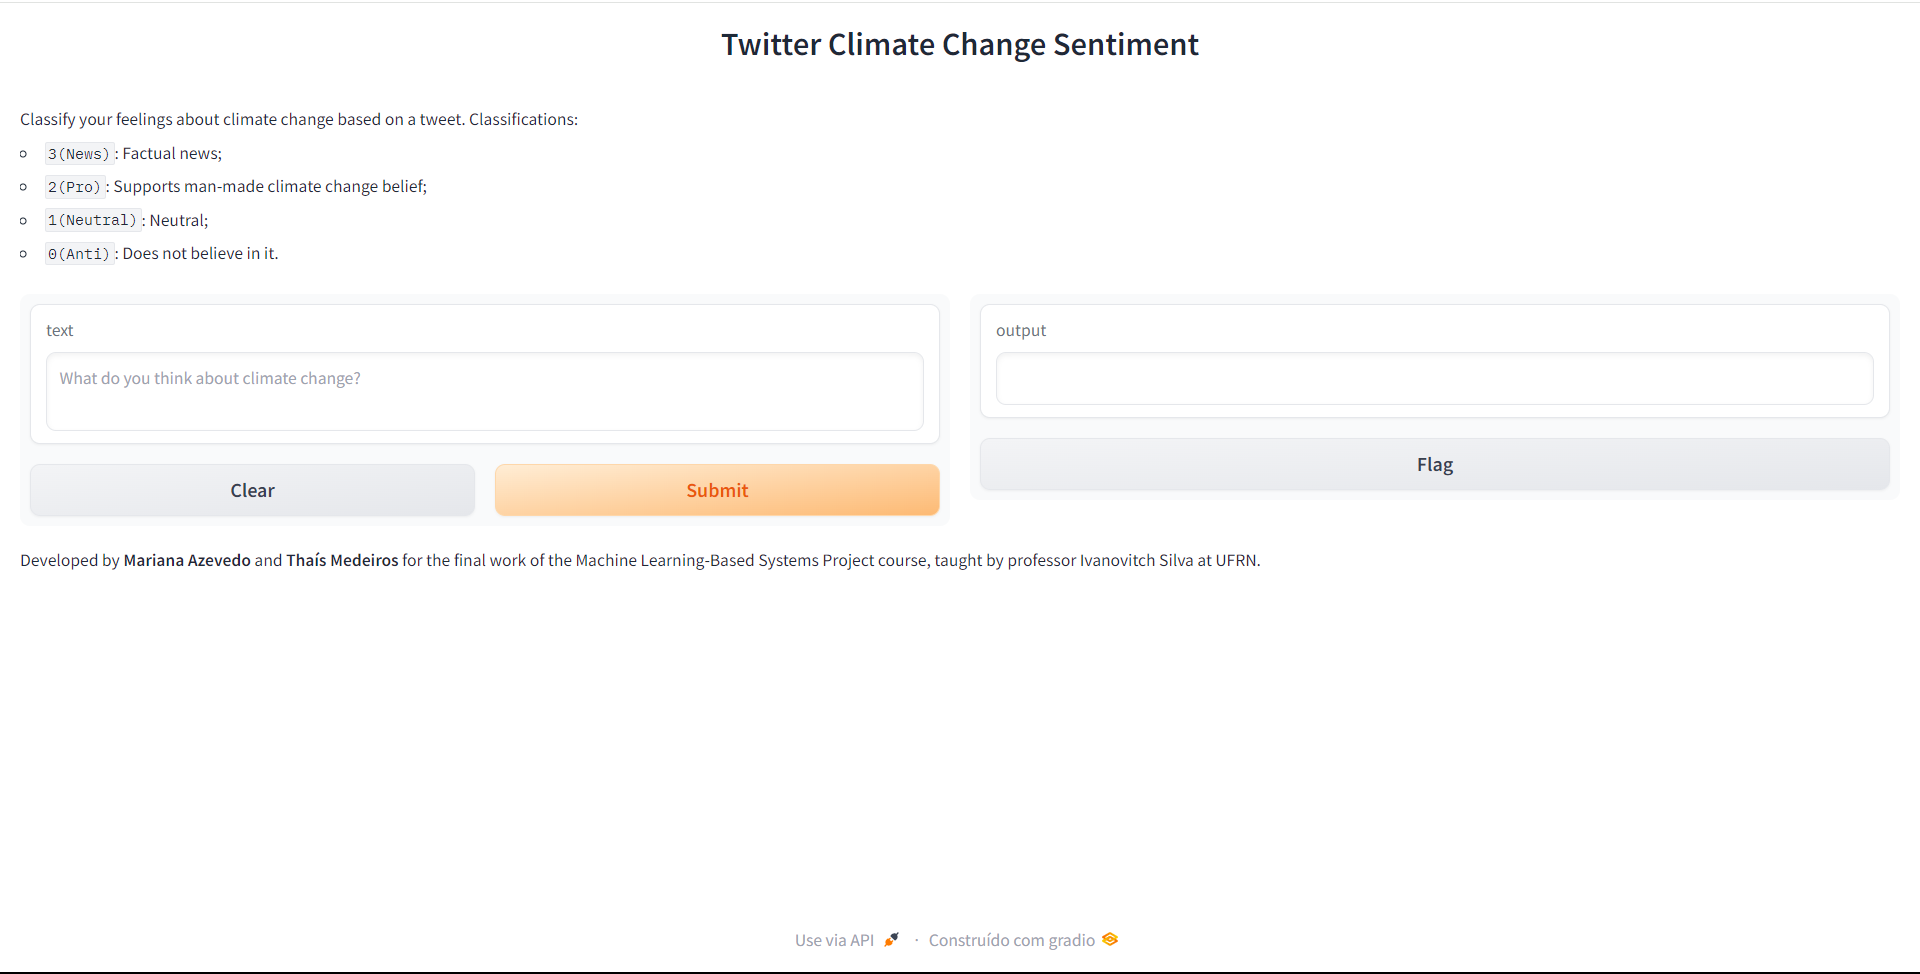 Twitter Climate Change Sentiment
Classify your feelings about climate change based on a tweet. Classifications:
3(News): Factual news;
2(Pro): Supports man-made climate change belief;
1(Neutral): Neutral;
0(Anti): Does not believe in it.
text
What do you think about climate change?
Clear
Submit
output
Flag
Developed by Mariana Azevedo and Thaís Medeiros for the final work of the Machine Learning-Based Systems Project course, taught by professor Ivanovitch Silva at UFRN.
Use via API · Construído com gradio